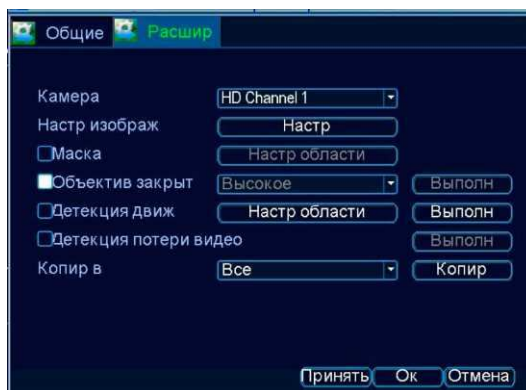 Общие Расшир
Камера HD Channel 1
Настр изображ Настр
Маска Настр области
Объектив закрыт Высокое Выполн
Детекция движ Настр области Выполн
Детекция потери видео Выполн
Копир в Все Копир
Принять Ок Отмена